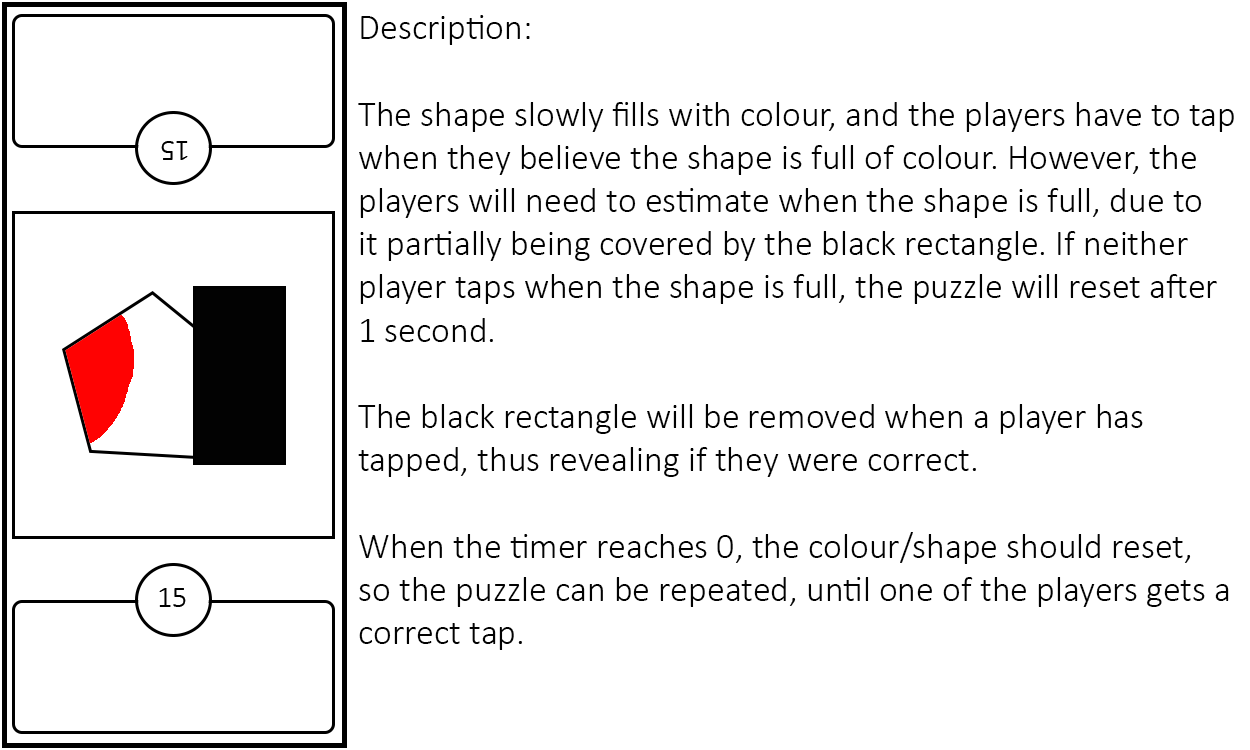 15
15
Description:
The shape slowly fills with colour, and the players have to tap
when they believe the shape is full of colour. However, the
players will need to estimate when the shape is full, due to
it partially being covered by the black rectangle. If neither
player taps when the shape is full, the puzzle will reset after
1 second.
The black rectangle will be removed when a player has
tapped, thus revealing if they were correct.
When the timer reaches 0, the colour/shape should reset,
so the puzzle can be repeated, until one of the players gets a
correct tap.